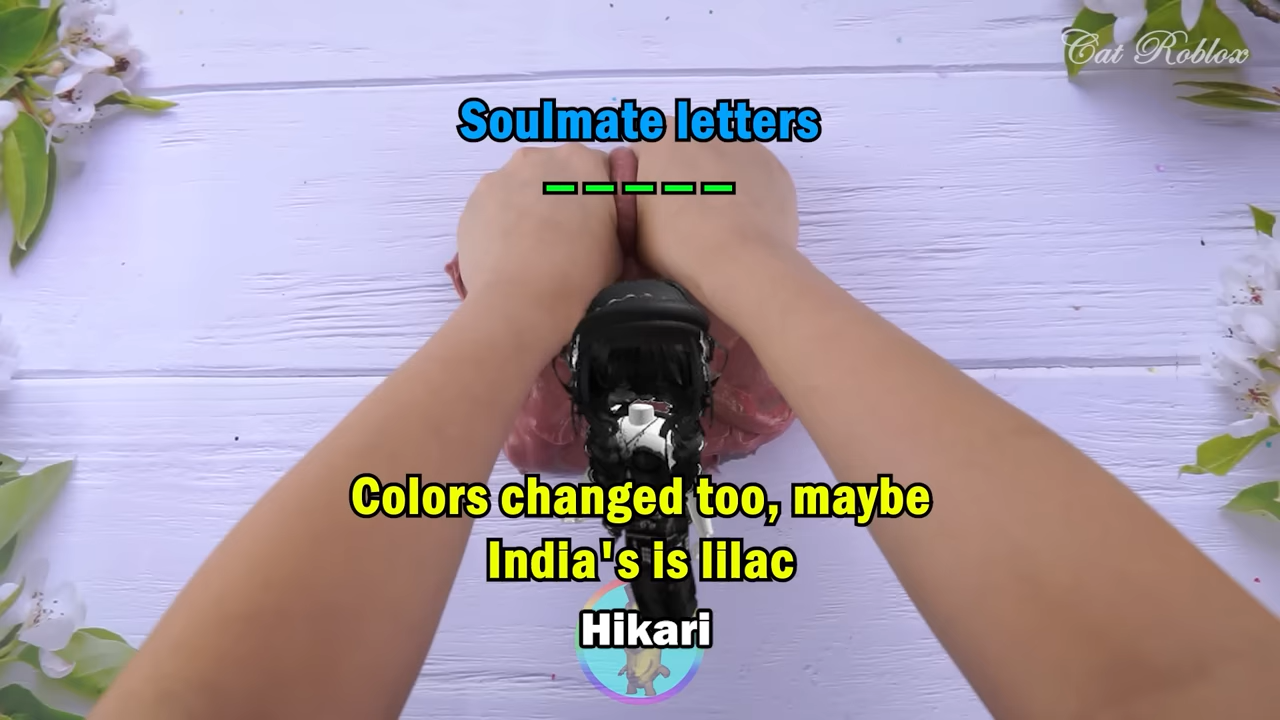 Cat Roblox
Soulmate letters
_ _ _ _ _
Colors changed too, maybe
India's is lilac
Hikari